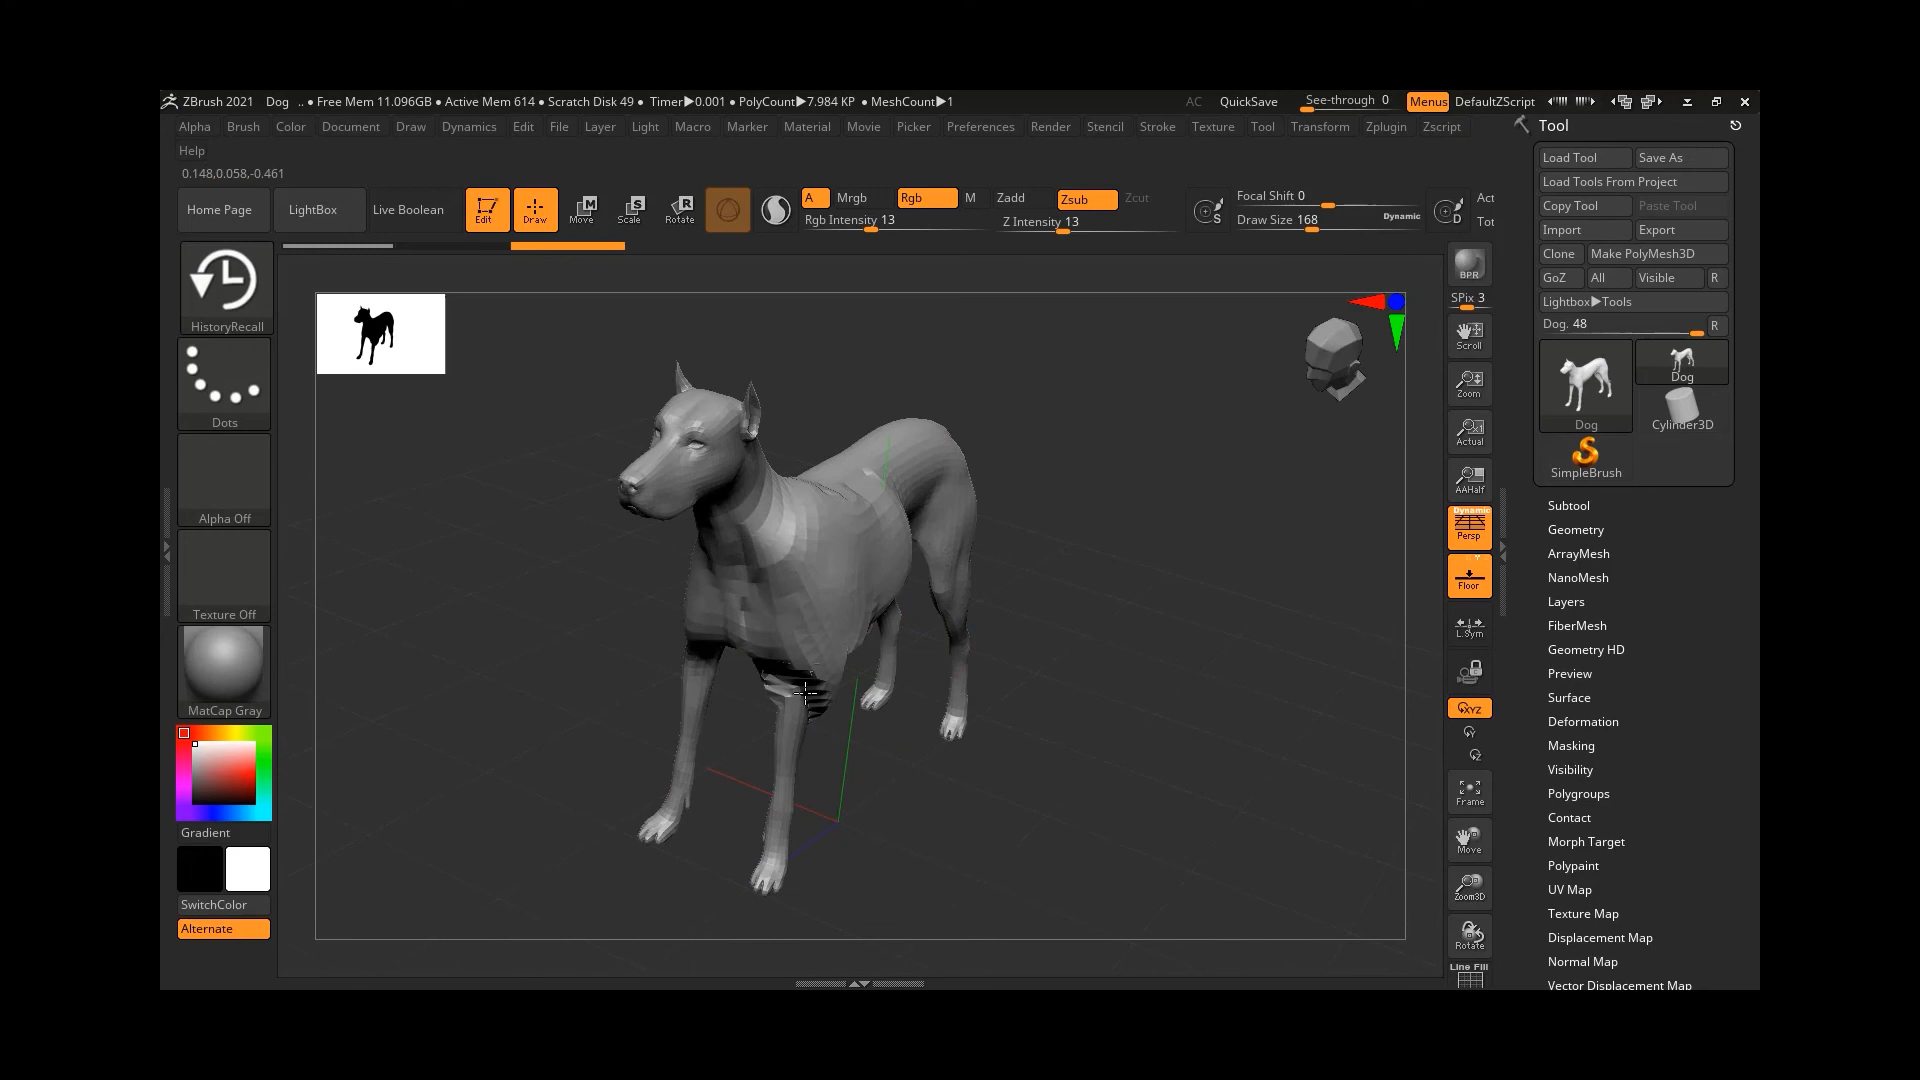 ZBrush 2021 Dog .. ● Free Mem 11.096GB ● Active Mem 614 ● Scratch Disk 49 ● Timer▶0.001 ● PolyCount▶7.984 KP ● MeshCount▶1 AC QuickSave See-through 0 Menus DefaultZScript
Alpha Brush Color Document Draw Dynamics Edit File Layer Light Macro Marker Material Movie Picker Preferences Render Stencil Stroke Texture Tool Transform Zplugin Zscript
Help
0.148,0.058,-0.461
Home Page LightBox Live Boolean Edit Draw Move Scale Rotate
M S R
A Mrgb Rgb M Zadd Zsub Zcut
Rgb Intensity 13 Z Intensity 13
S Focal Shift 0
Draw Size 168 Dynamic
D Act
Tot
HistoryRecall
Dots
Alpha Off
Texture Off
MatCap Gray
Gradient
SwitchColor
Alternate
BPR
SPix 3
Scroll
Zoom
Actual
AAHalf
Dynamic
Persp
Floor
L.Sym
XYZ
Y
Z
Frame
Move
Zoom3D
Rotate
Line Fill
Tool
Load Tool Save As
Load Tools From Project
Copy Tool Paste Tool
Import Export
Clone Make PolyMesh3D
GoZ All Visible R
Lightbox▶Tools
Dog. 48 R
Dog
Dog
Cylinder3D
SimpleBrush
Subtool
Geometry
ArrayMesh
NanoMesh
Layers
FiberMesh
Geometry HD
Preview
Surface
Deformation
Masking
Visibility
Polygroups
Contact
Morph Target
Polypaint
UV Map
Texture Map
Displacement Map
Normal Map
Vector Displacement Map